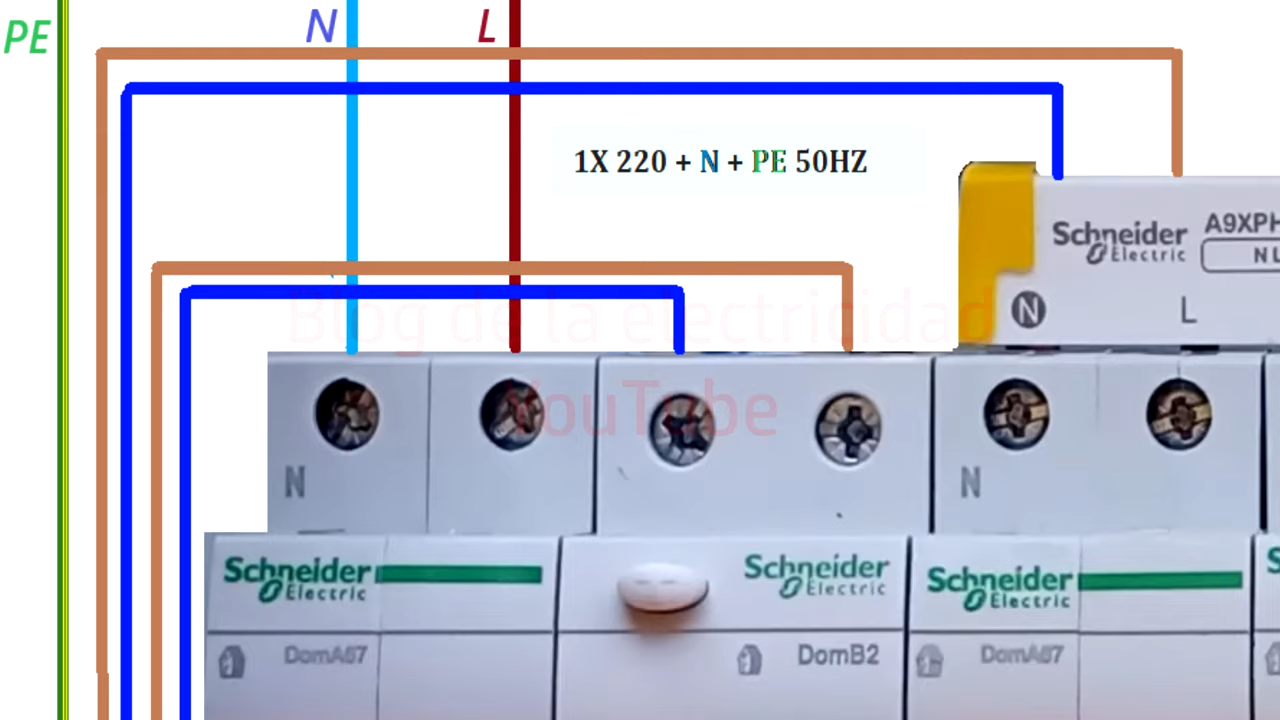 PE
N
L
1X 220 + N + PE 50HZ
Schneider
Electric
A9XPH
N L
N
L
Blog de la electricidad
YouTube
N
N
Schneider
Electric
Schneider
Electric
Schneider
Electric
S
DomA67
DomB2
DomA67